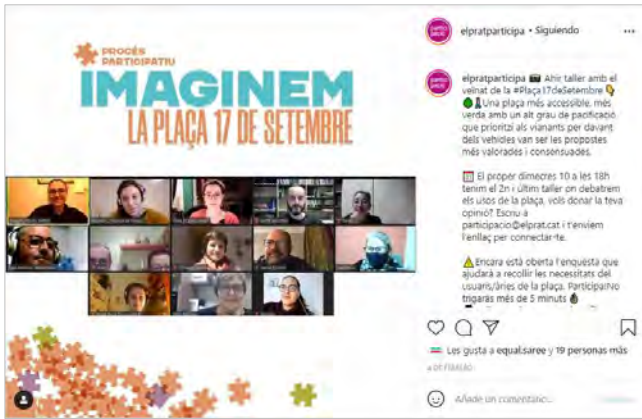 PROCÉS
PARTICIPATIU
IMAGINEM
LA PLAÇA 17 DE SETEMBRE
elpratparticipa • Siguiendo
elpratparticipa Ahir taller amb el
veïnat de la #Plaça17deSetembre
Una plaça més accessible, més
verda amb un alt grau de pacificació
que prioritzi als vianants per davant
dels vehicles van ser les propostes
més valorades i consensuades.
El proper dimecres 10 a les 18h
tenim el 2n i últim taller on debatrem
els usos de la plaça, vols donar la teva
opinió? Escriu a
participacio@elprat.cat i t'enviem
l'enllaç per connectar-te.
Encara està oberta l'enquesta que
ajudarà a recollir les necessitats del
usuaris/àries de la plaça. Participa!No
trigaràs més de 5 minuts
Les gusta a equal.saree y 19 personas más
4 DE FEBRERO
Añade un comentario...